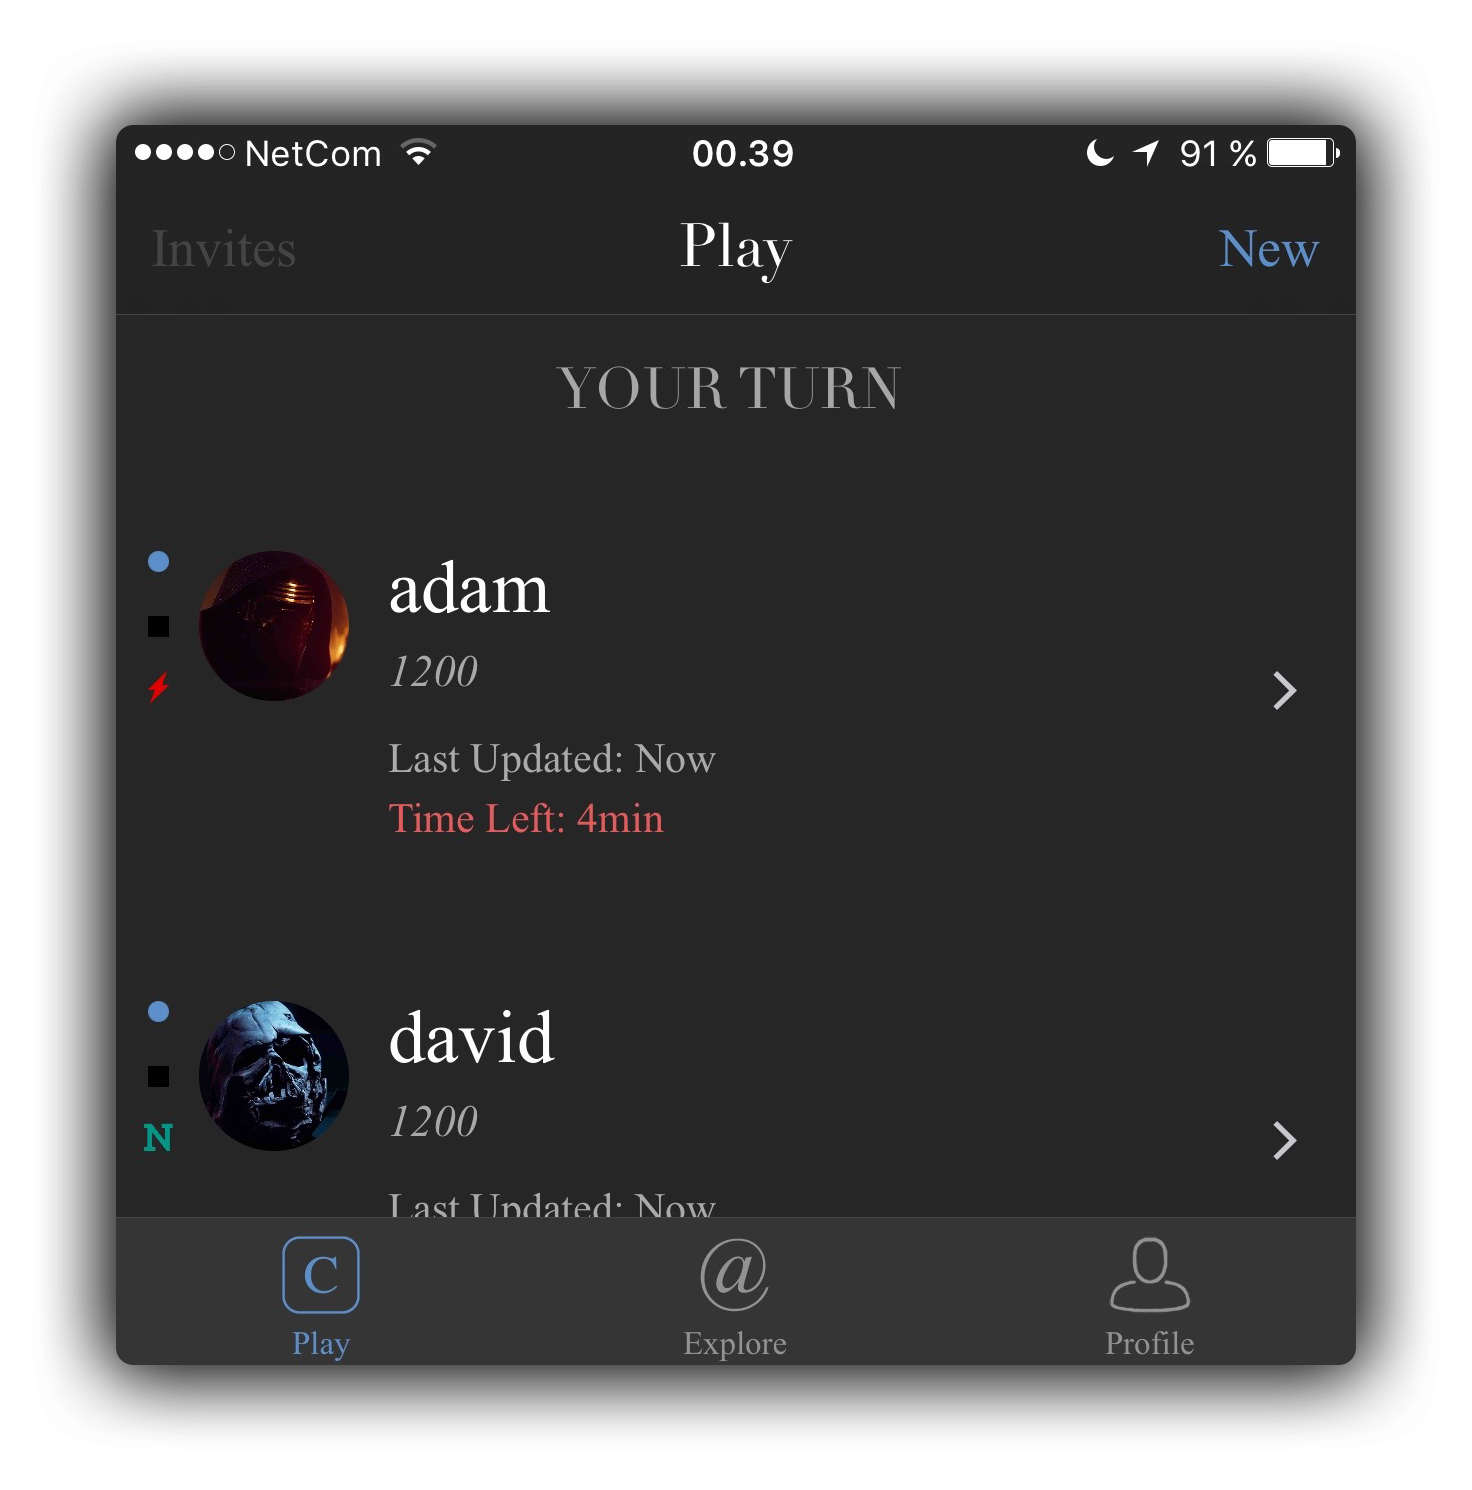 NetCom 00.39 91 %
Invites Play New
YOUR TURN
adam
1200
Last Updated: Now
Time Left: 4min
david
N
1200
Last Updated: Now
C @
Play Explore Profile